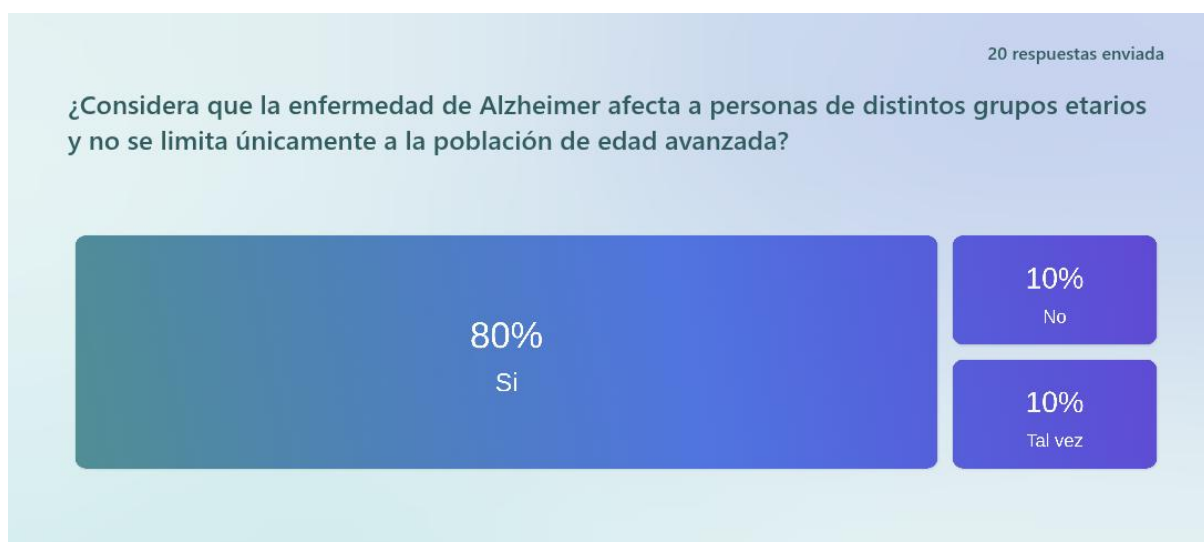 20 respuestas enviada
¿Considera que la enfermedad de Alzheimer afecta a personas de distintos grupos etarios
y no se limita únicamente a la población de edad avanzada?
80%
Si
10%
No
10%
Tal vez